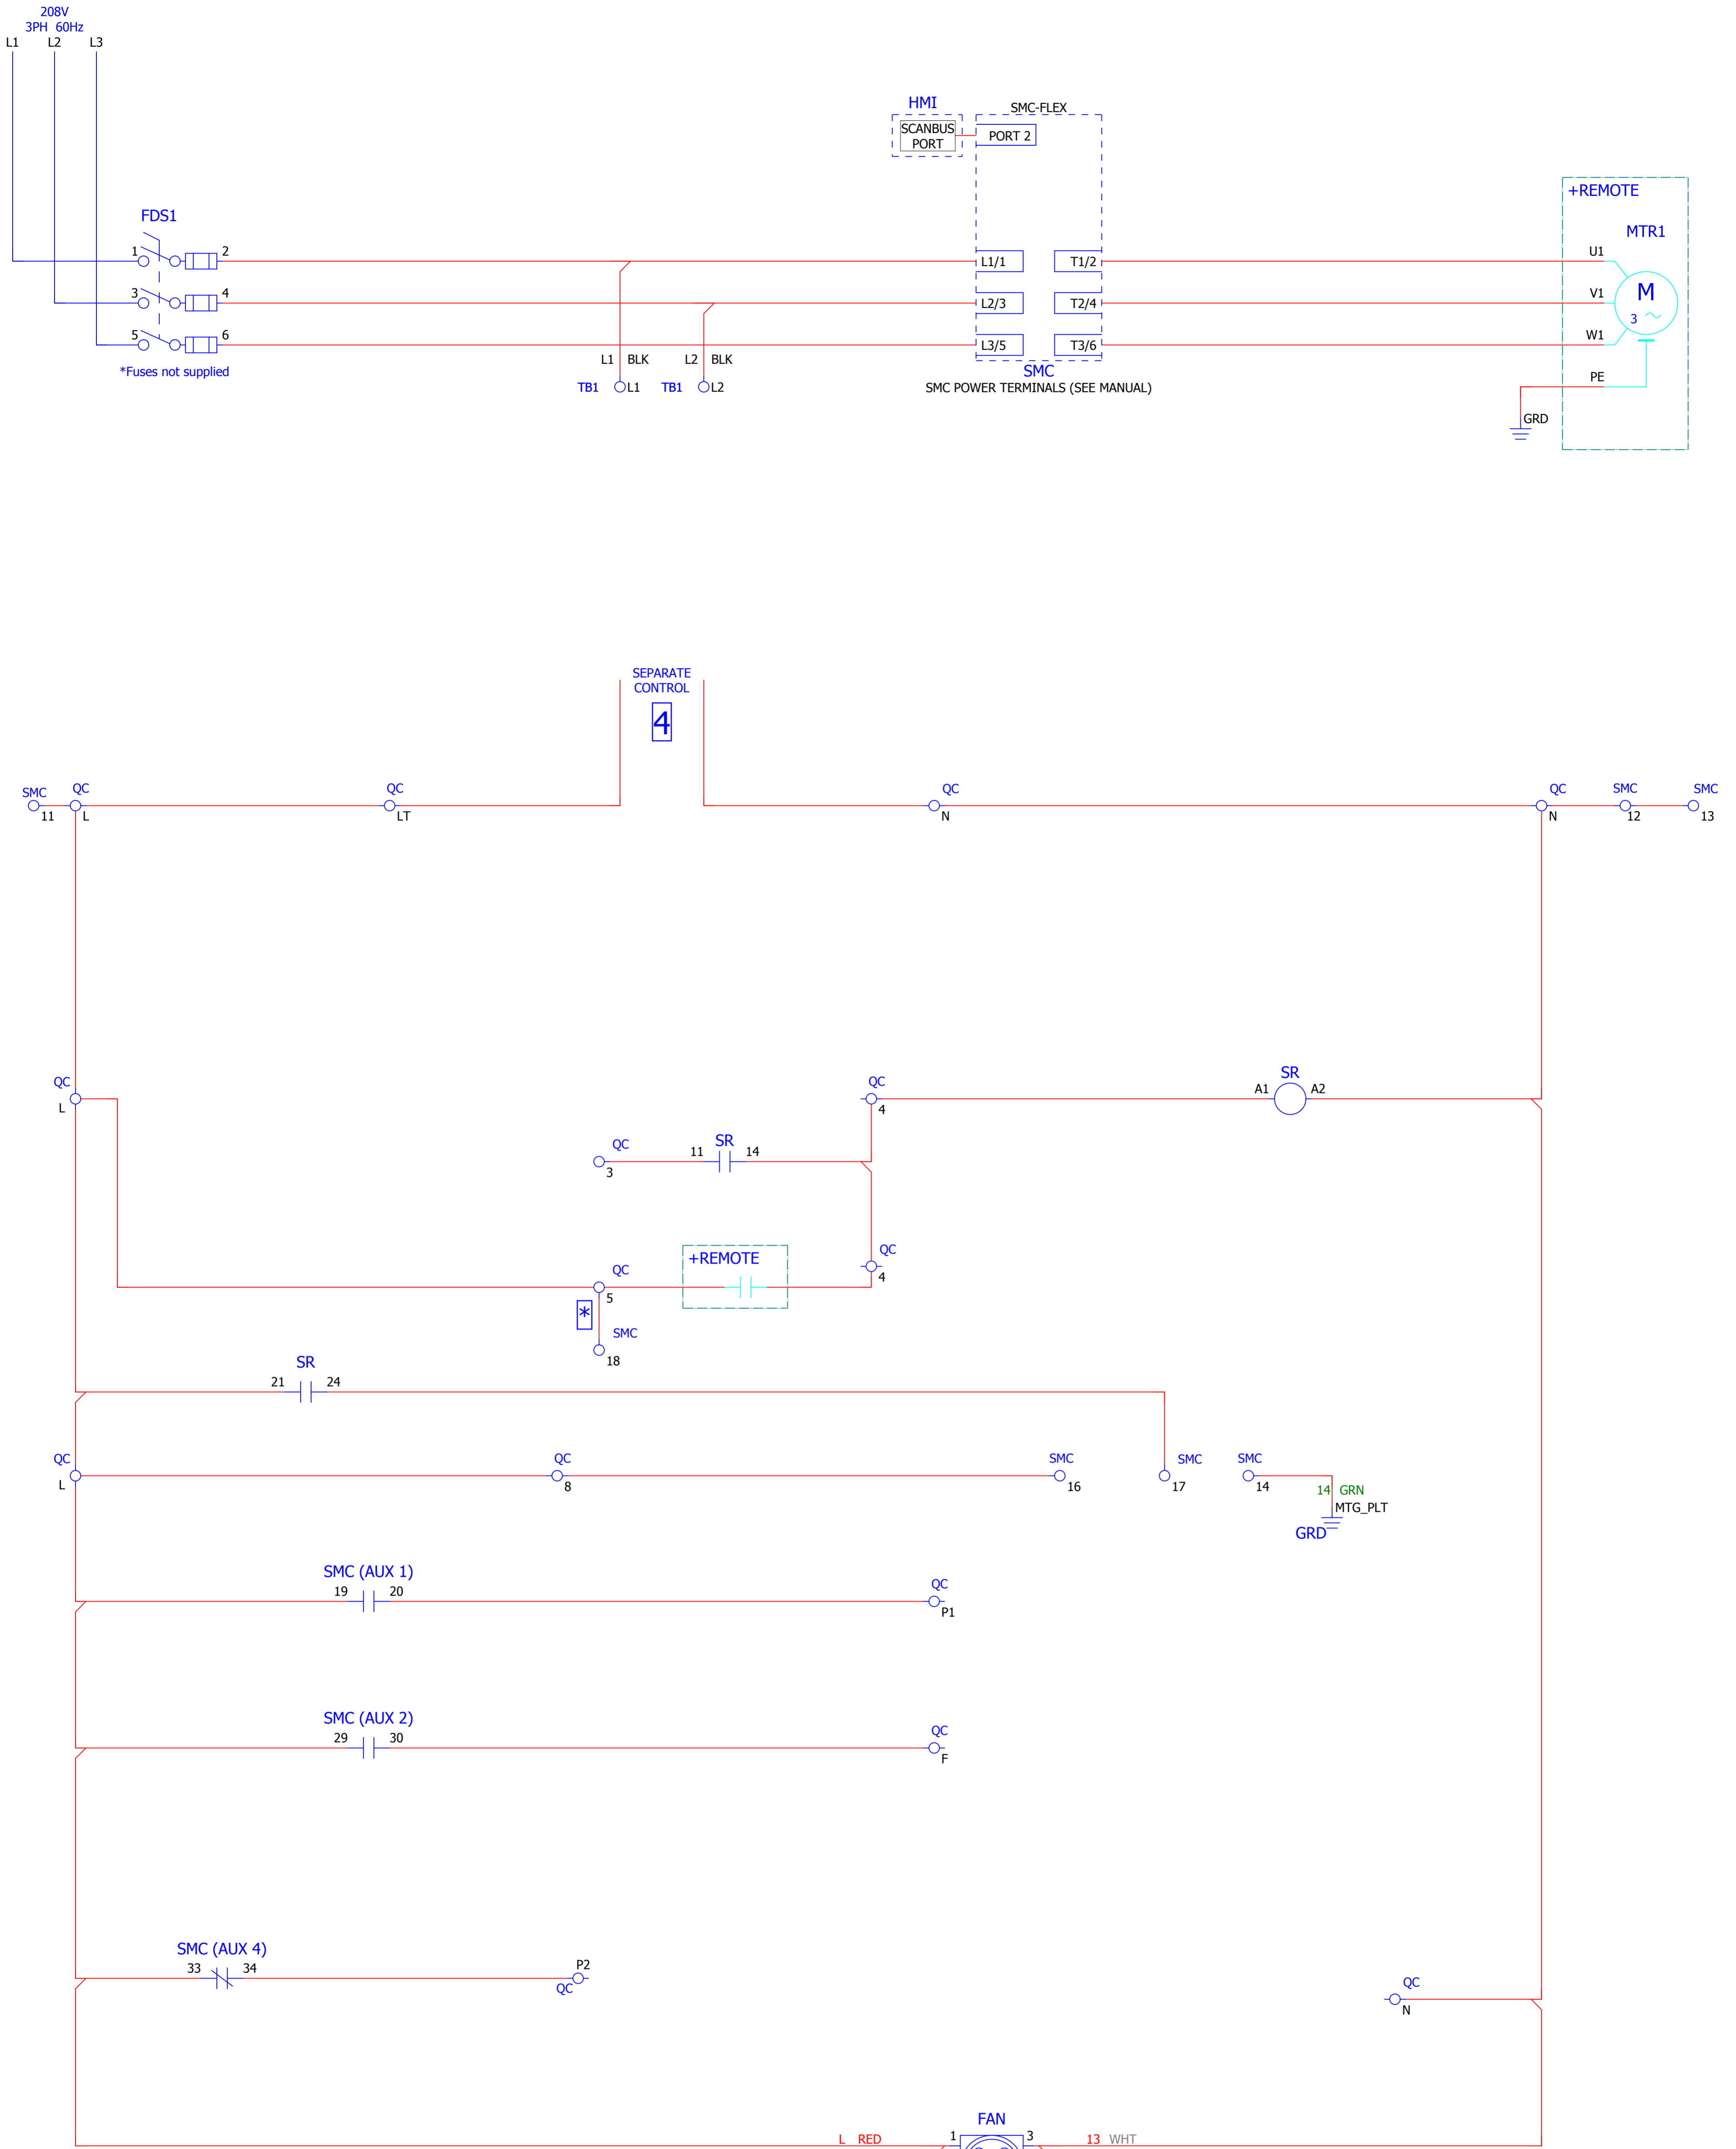 208V
3PH 60Hz
L1 L2 L3
HMI
SMC-FLEX
SCANBUS
PORT
PORT 2
+REMOTE
FDS1
MTR1
1 2
L1/1 T1/2
U1
3 4
L2/3 T2/4
V1
M
3
5 6
L3/5 T3/6
W1
*Fuses not supplied
L1 BLK L2 BLK
SMC
PE
TB1 L1 TB1 L2
SMC POWER TERMINALS (SEE MANUAL)
GRD
SEPARATE
CONTROL
4
SMC QC QC QC QC SMC SMC
11 L LT N N 12 13
QC QC SR
L 4 A1 A2
QC SR
3 11 14
QC
+REMOTE
4
QC
5
*
SMC
18
SR
21 24
QC QC SMC SMC SMC
L 8 16 17 14
14 GRN
MTG_PLT
GRD
SMC (AUX 1)
19 20
QC
P1
SMC (AUX 2)
29 30
QC
F
SMC (AUX 4)
33 34
P2
QC
QC
N
FAN
L RED 1 3 13 WHT